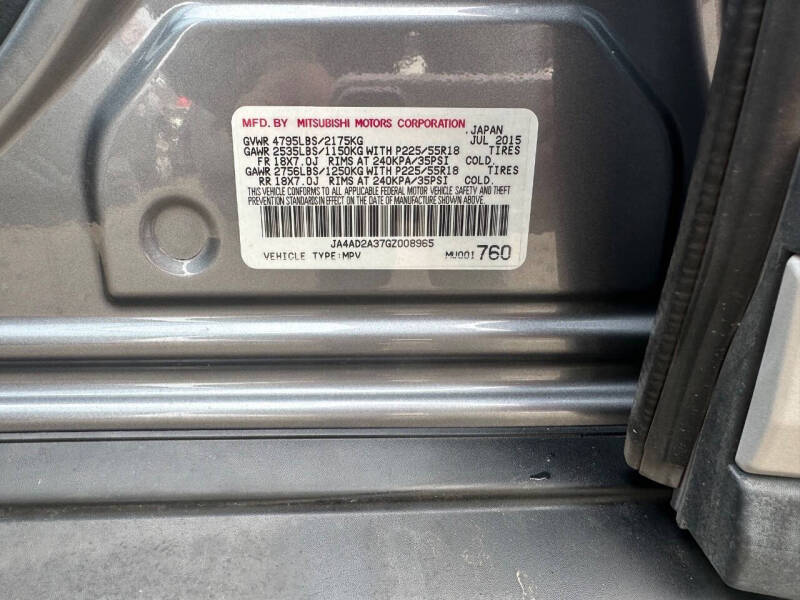 MFD. BY MITSUBISHI MOTORS CORPORATION JAPAN
GVWR 4795LBS/2175KG JUL 2015
GAWR 2535LBS/1150KG WITH P225/55R18 TIRES
FR 18X7.0J RIMS AT 240KPA/35PSI COLD.
GAWR 2756LBS/1250KG WITH P225/55R18 TIRES
RR 18X7.0J RIMS AT 240KPA/35PSI COLD.
THIS VEHICLE CONFORMS TO ALL APPLICABLE FEDERAL MOTOR VEHICLE SAFETY AND THEFT
PREVENTION STANDARDS IN EFFECT ON THE DATE OF MANUFACTURE SHOWN ABOVE.
JA4AD2A37GZ008965
VEHICLE TYPE:MPV MU001 760